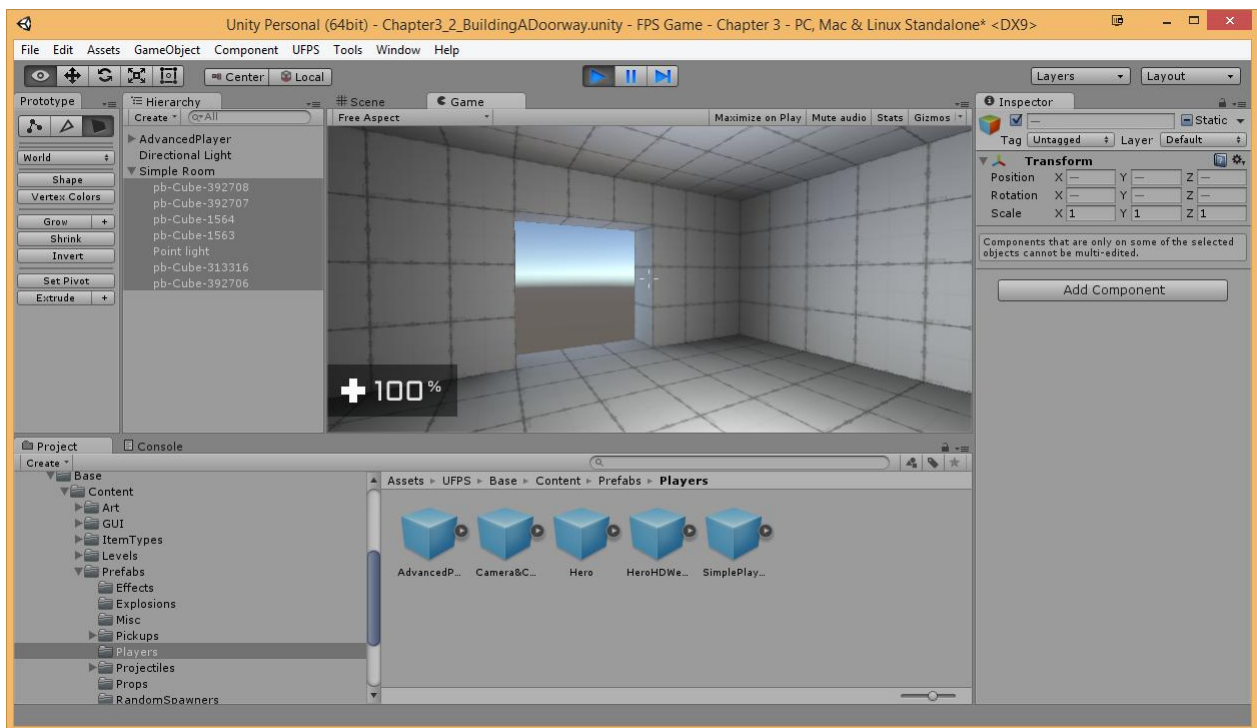 Unity Personal (64bit) - Chapter3_2_BuildingADoorway.unity - FPS Game - Chapter 3 - PC, Mac & Linux Standalone* <DX9>
File Edit Assets GameObject Component UFPS Tools Window Help
Center Local
Layers Layout
Prototype
World
Shape
Vertex Colors
Grow +
Shrink
Invert
Set Pivot
Extrude +
Hierarchy
Create All
AdvancedPlayer
Directional Light
Simple Room
pb-Cube-392708
pb-Cube-392707
pb-Cube-1564
pb-Cube-1563
Point light
pb-Cube-313316
pb-Cube-392706
Scene Game
Free Aspect Maximize on Play Mute audio Stats Gizmos
100%
Inspector
— Static
Tag Untagged Layer Default
Transform
Position X — Y — Z —
Rotation X — Y — Z —
Scale X 1 Y 1 Z 1
Components that are only on some of the selected
objects cannot be multi-edited.
Add Component
Project Console
Create
Base
Content
Art
GUI
ItemTypes
Levels
Prefabs
Effects
Explosions
Misc
Pickups
Players
Projectiles
Props
RandomSpawners
Assets ▸ UFPS ▸ Base ▸ Content ▸ Prefabs ▸ Players
AdvancedP... Camera&C... Hero HeroHDWe... SimplePlay...